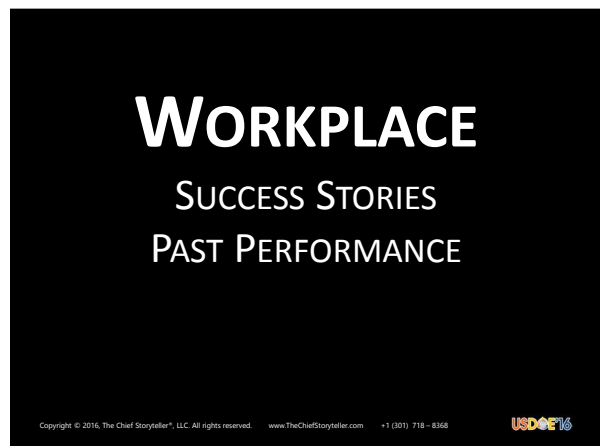 WORKPLACE
SUCCESS STORIES
PAST PERFORMANCE
Copyright © 2016, The Chief Storyteller®, LLC. All rights reserved. www.TheChiefStoryteller.com +1 (301) 718 – 8368 USDOE'16